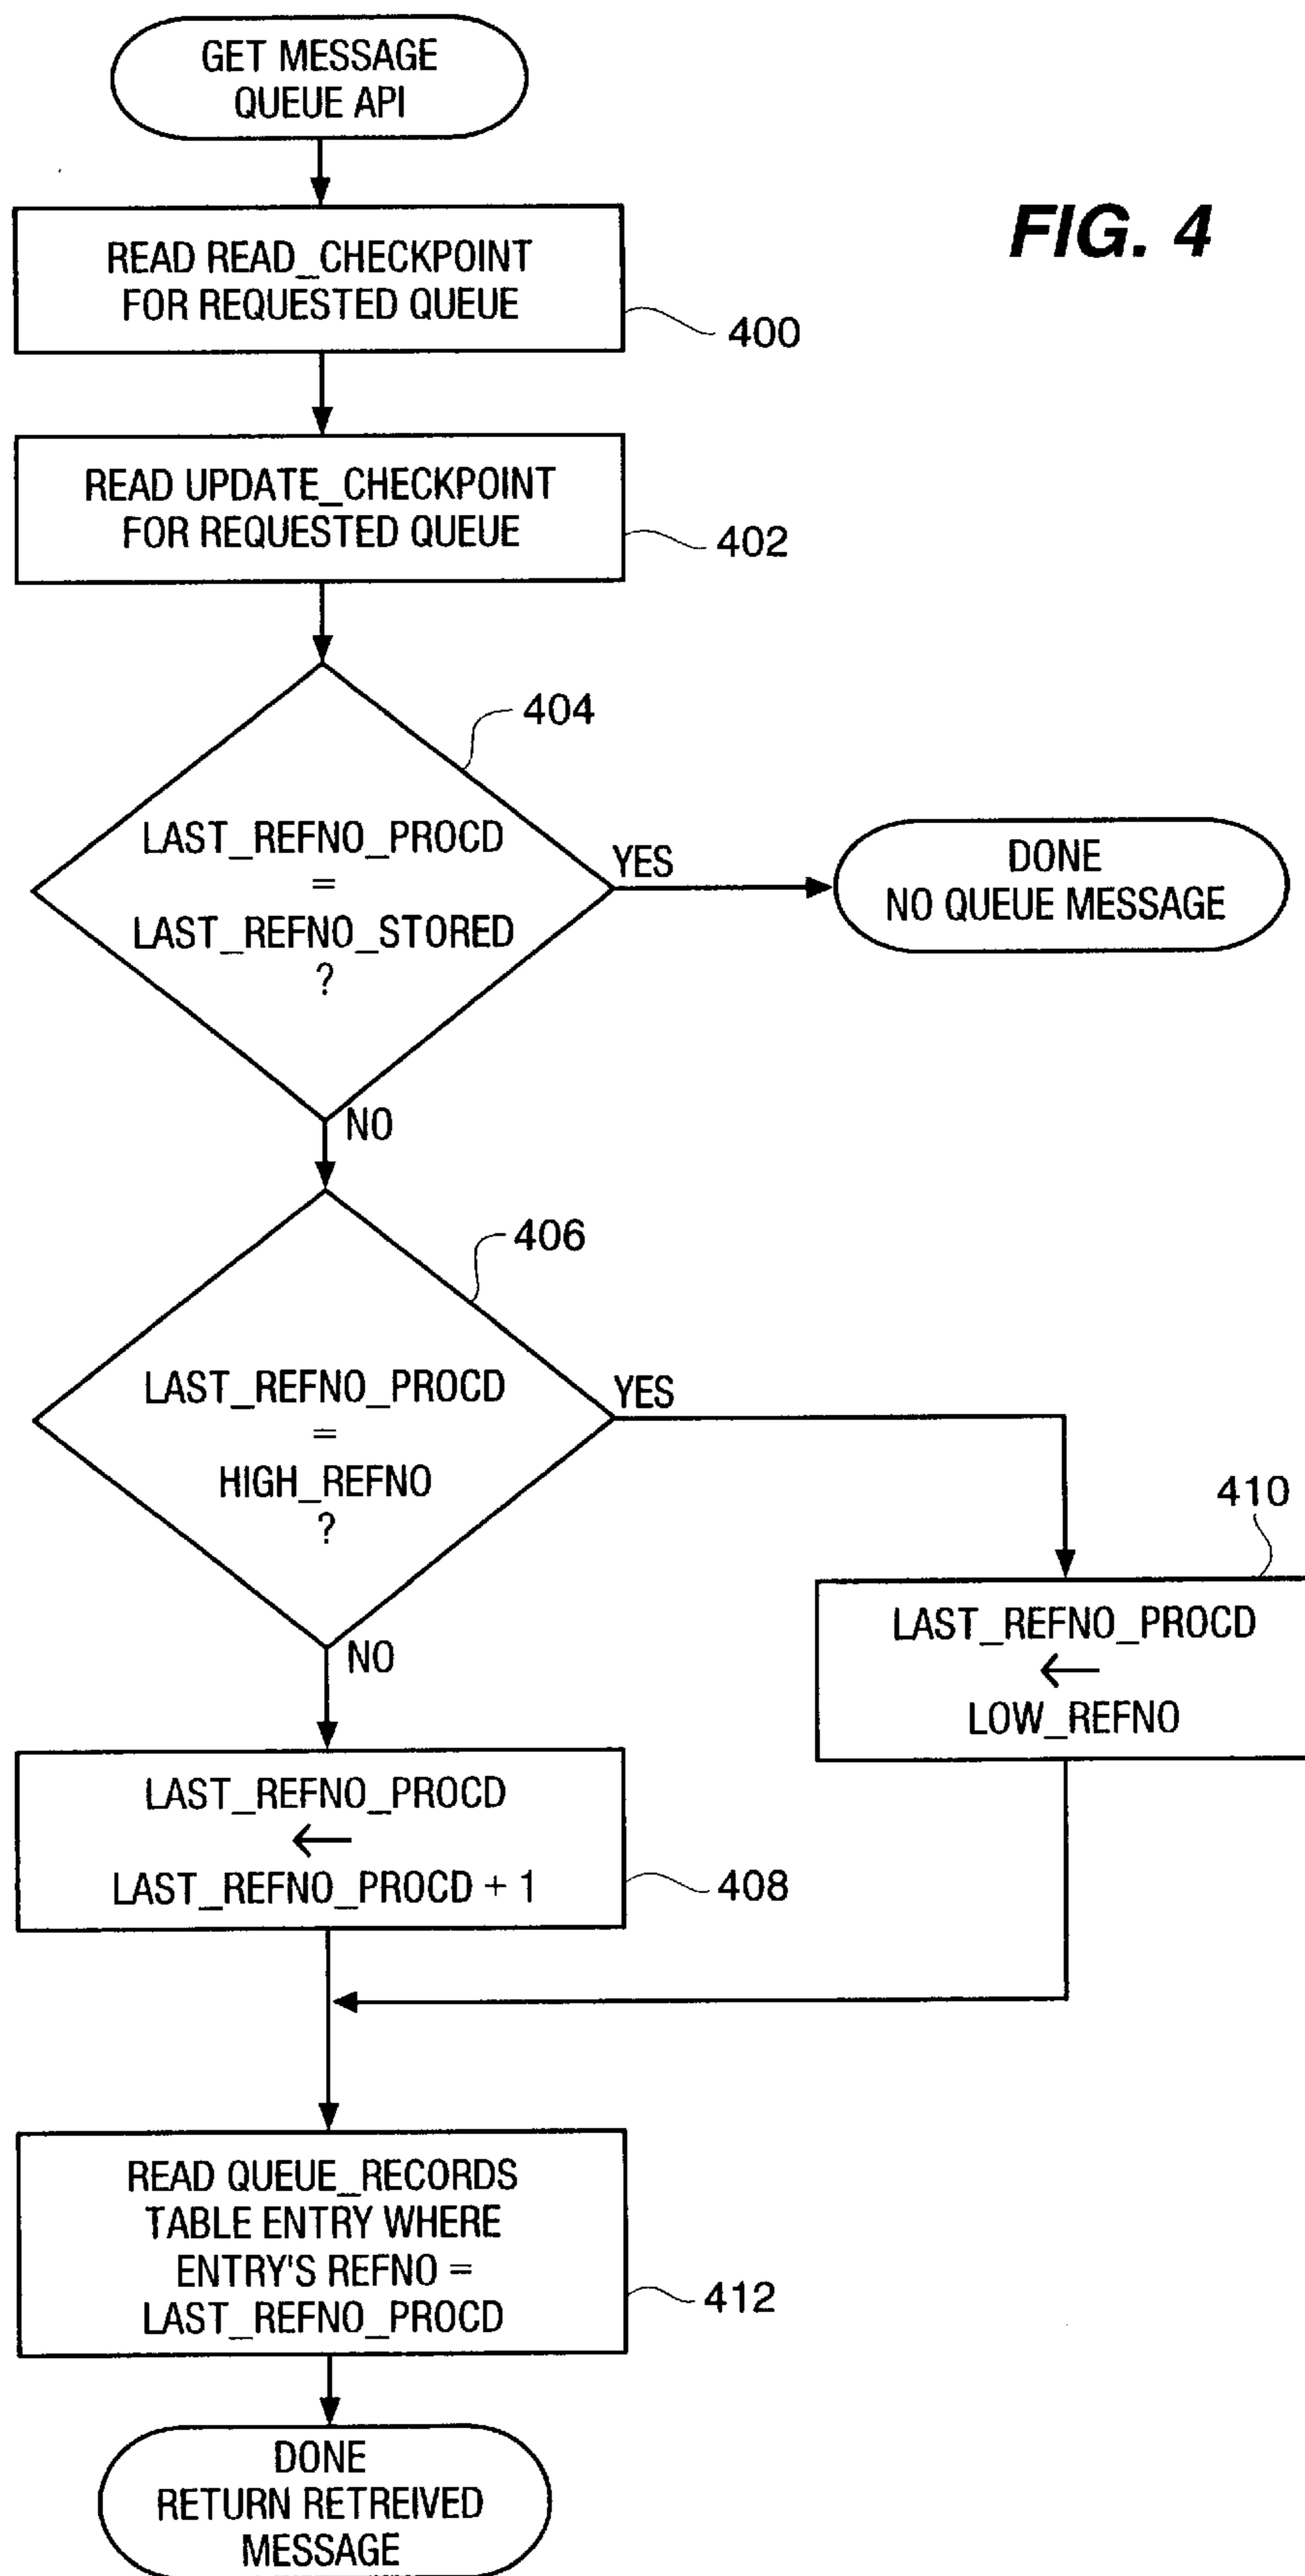 GET MESSAGE
QUEUE API
FIG. 4
READ READ_CHECKPOINT
FOR REQUESTED QUEUE
400
READ UPDATE_CHECKPOINT
FOR REQUESTED QUEUE
402
404
LAST_REFNO_PROCD
=
LAST_REFNO_STORED
?
YES
DONE
NO QUEUE MESSAGE
NO
406
LAST_REFNO_PROCD
=
HIGH_REFNO
?
YES
410
LAST_REFNO_PROCD
←
LOW_REFNO
NO
LAST_REFNO_PROCD
←
LAST_REFNO_PROCD + 1
408
READ QUEUE_RECORDS
TABLE ENTRY WHERE
ENTRY'S REFNO =
LAST_REFNO_PROCD
412
DONE
RETURN RETREIVED
MESSAGE